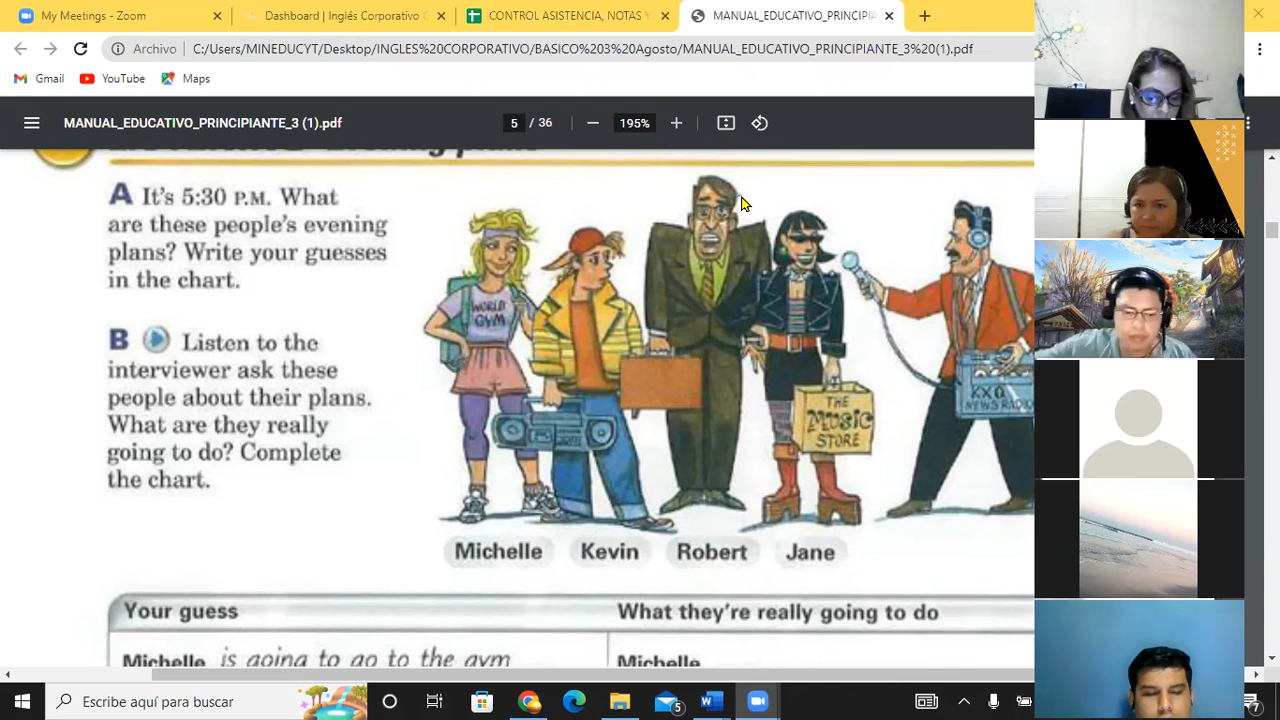 My Meetings - Zoom
Dashboard | Inglés Corporativo C
CONTROL ASISTENCIA, NOTAS Y
MANUAL_EDUCATIVO_PRINCIPIA
Archivo
C:/Users/MINEDUCYT/Desktop/INGLES%20CORPORATIVO/BASICO%203%20Agosto/MANUAL_EDUCATIVO_PRINCIPIANTE_3%20(1).pdf
Gmail
YouTube
Maps
MANUAL_EDUCATIVO_PRINCIPIANTE_3 (1).pdf
5 / 36
195%
A It's 5:30 P.M. What
are these people's evening
plans? Write your guesses
in the chart.
B Listen to the
interviewer ask these
people about their plans.
What are they really
going to do? Complete
the chart.
WORLD
GYM
THE
MUSIC
STORE
KXQ
NEWS RADIO
Michelle
Kevin
Robert
Jane
Your guess
What they're really going to do
Michelle is going to go to the gym
Michelle
Escribe aquí para buscar
5
7